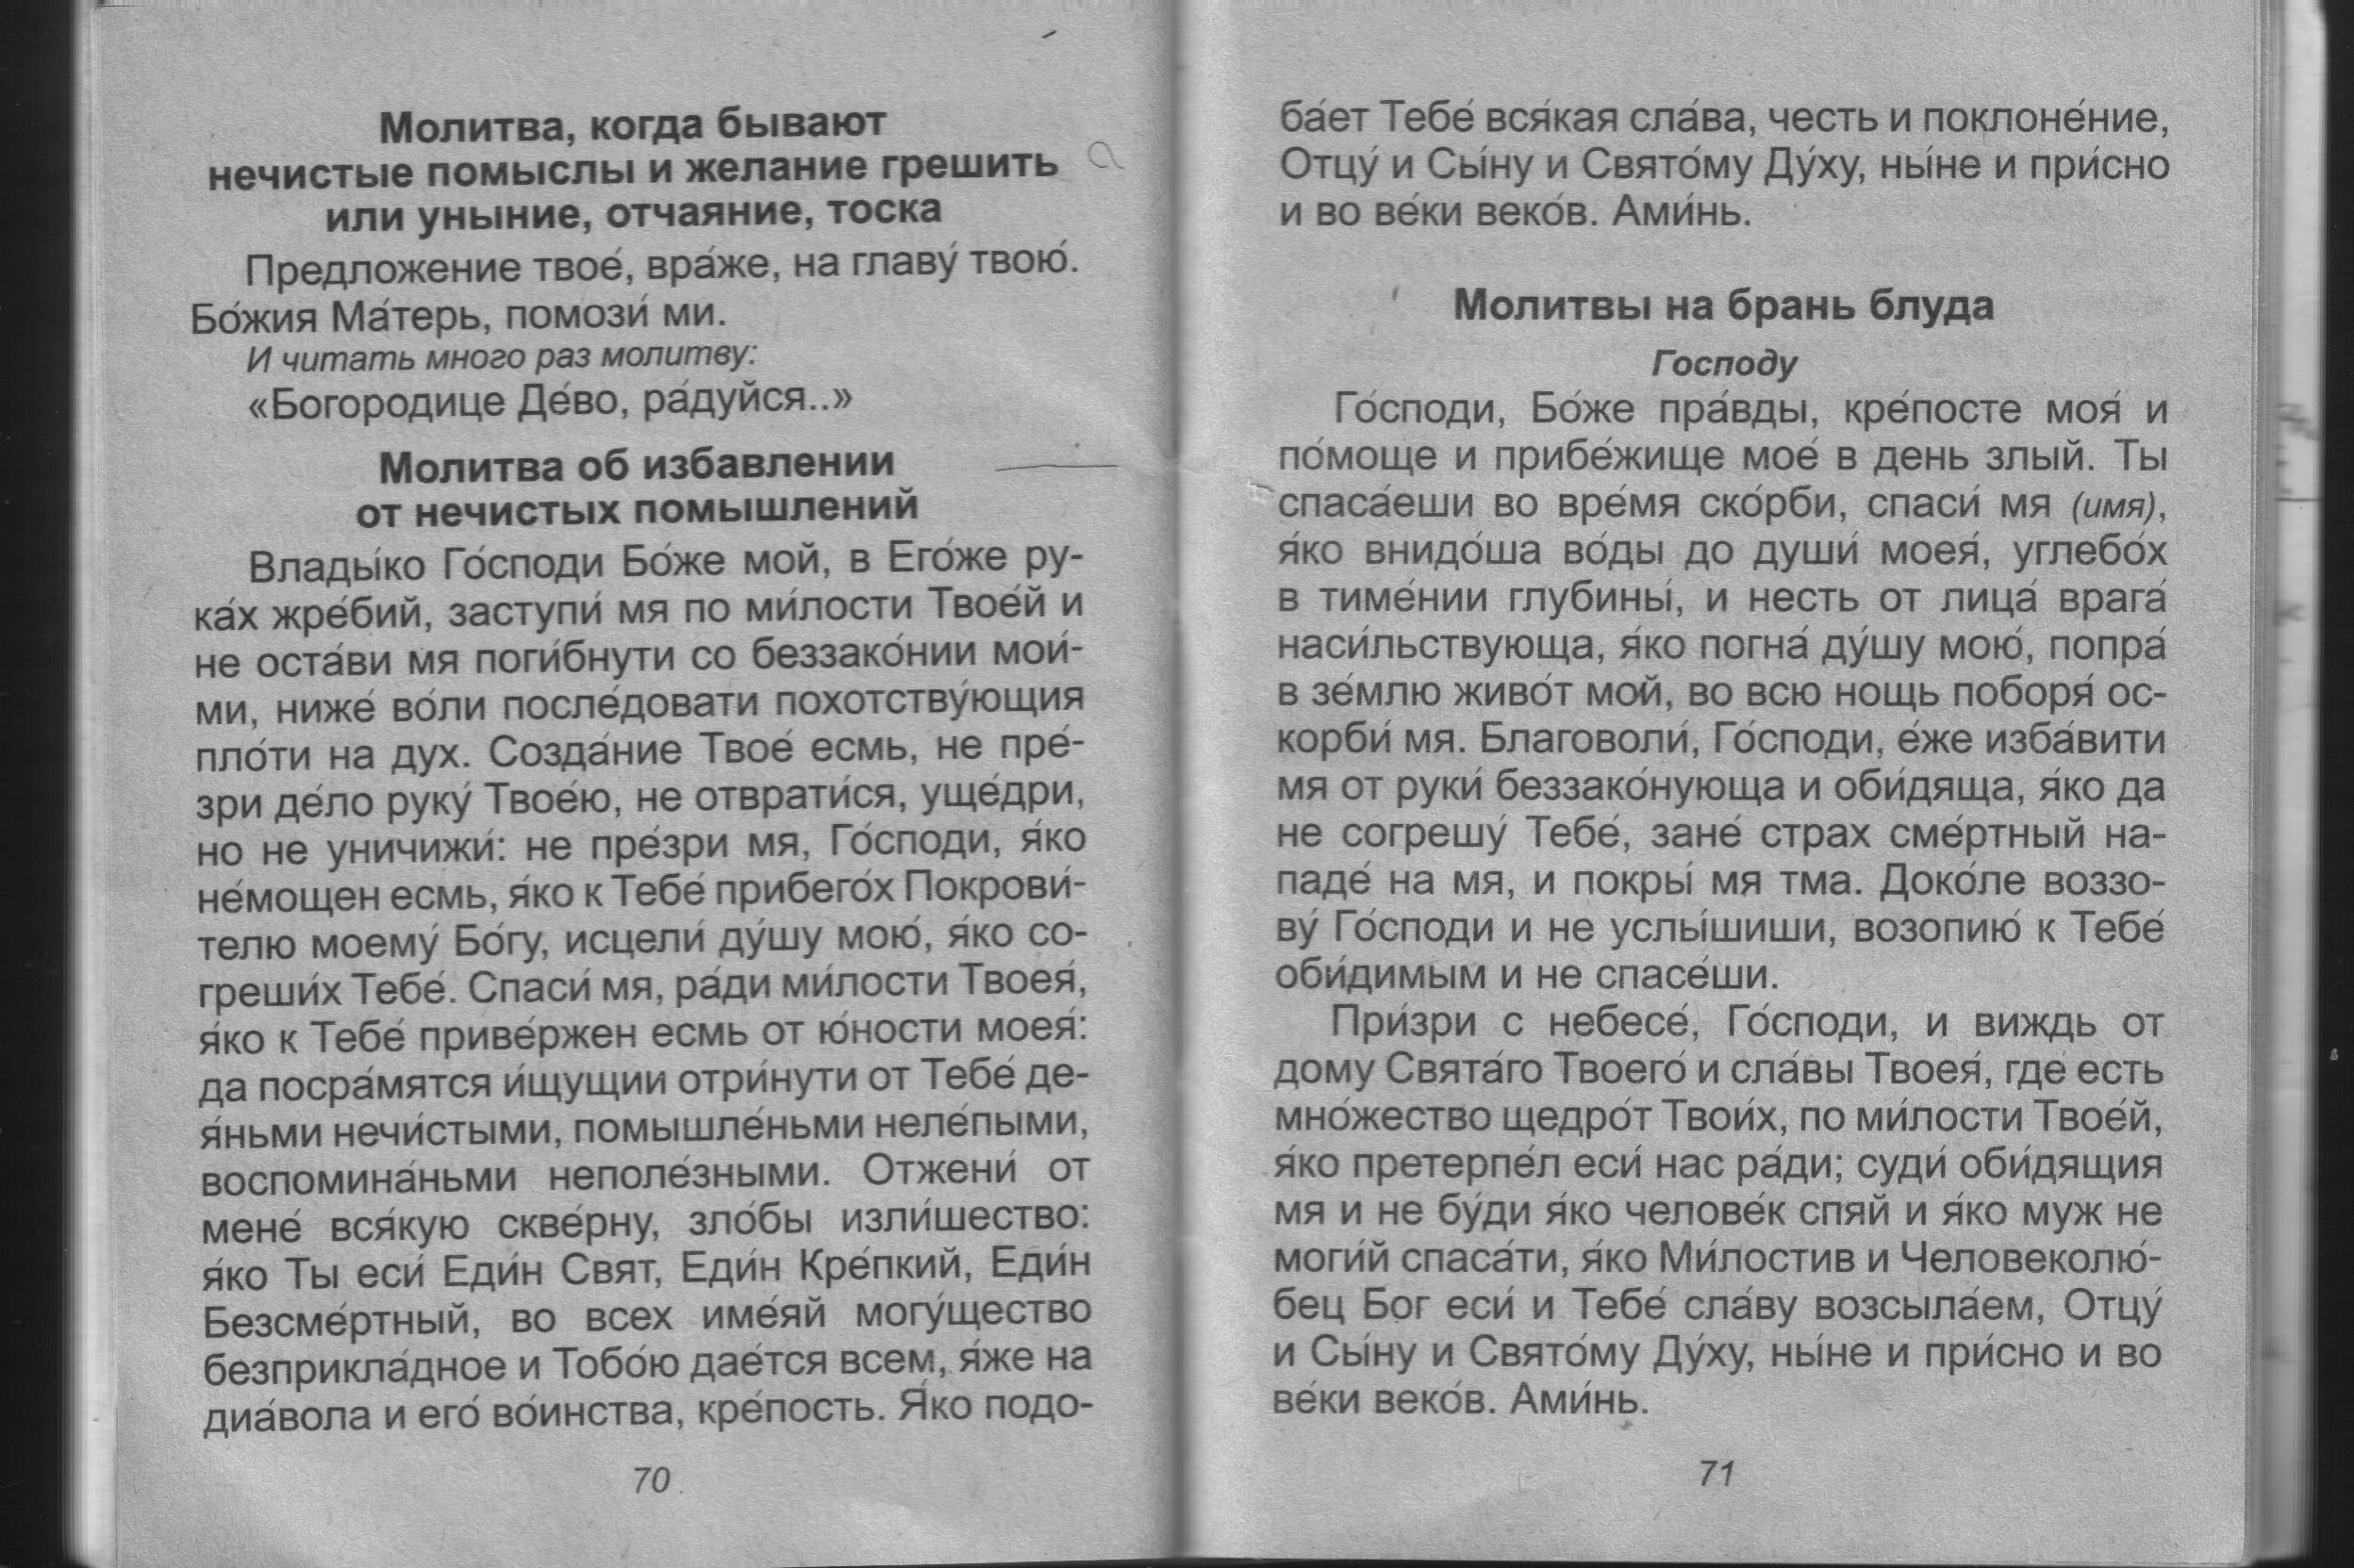 Молитва, когда бывают
нечистые помыслы и желание грешить
или уныние, отчаяние, тоска
Предложение твое́, вра́же, на главу́ твою́.
Бо́жия Ма́терь, помози́ ми.
И читать много раз молитву:
«Богородице Де́во, ра́дуйся..»
Молитва об избавлении
от нечистых помышлений
Влады́ко Го́споди Бо́же мой, в Его́же ру-
ка́х жре́бий, заступи́ мя по ми́лости Твое́й и
не оста́ви мя поги́бнути со беззако́нии мои́-
ми, ниже́ во́ли после́довати похотству́ющия
пло́ти на дух. Созда́ние Твое́ есмь, не пре́-
зри де́ло руку́ Твое́ю, не отврати́ся, уще́дри,
но не уничижи́: не пре́зри мя, Го́споди, я́ко
не́мощен есмь, я́ко к Тебе́ прибего́х Покрови́-
телю моему́ Бо́гу, исцели́ ду́шу мою́, я́ко со-
греши́х Тебе́. Спаси́ мя, ра́ди ми́лости Твоея́,
я́ко к Тебе́ приве́ржен есмь от ю́ности моея́:
да посра́мятся и́щущии отри́нути от Тебе́ де-
я́ньми нечи́стыми, помышле́ньми неле́пыми,
воспомина́ньми неполе́зными. Отжени́ от
мене́ вся́кую скве́рну, зло́бы изли́шество:
я́ко Ты еси́ Еди́н Свят, Еди́н Кре́пкий, Еди́н
Безсме́ртный, во всех име́яй могу́щество
безприкла́дное и Тобо́ю дае́тся всем, я́же на
диа́вола и его́ во́инства, кре́пость. Я́ко подо-
70
ба́ет Тебе́ вся́кая сла́ва, честь и поклоне́ние,
Отцу́ и Сы́ну и Свято́му Ду́ху, ны́не и при́сно
и во ве́ки веко́в. Ами́нь.
Молитвы на брань блуда
Господу
Го́споди, Бо́же пра́вды, кре́посте моя́ и
по́моще и прибе́жище мое́ в день злый. Ты
спаса́еши во вре́мя ско́рби, спаси́ мя (имя),
я́ко внидо́ша во́ды до души́ моея́, углебо́х
в тиме́нии глубины́, и несть от лица́ врага́
наси́льствующа, я́ко погна́ ду́шу мою́, попра́
в зе́млю живо́т мой, во всю нощь поборя́ ос-
корби́ мя. Благоволи́, Го́споди, е́же изба́вити
мя от руки́ беззако́нующа и оби́дяща, я́ко да
не согрешу́ Тебе́, зане́ страх сме́ртный на-
паде́ на мя, и покры́ мя тма. Доко́ле воззо-
ву́ Го́споди и не услы́шиши, возопию́ к Тебе́
оби́димым и не спасе́ши.
При́зри с небесе́, Го́споди, и виждь от
дому Свята́го Твоего́ и сла́вы Твоея́, где есть
мно́жество щедро́т Твои́х, по ми́лости Твое́й,
я́ко претерпе́л еси́ нас ра́ди; суди́ оби́дящия
мя и не бу́ди я́ко челове́к спяй и я́ко муж не
моги́й спаса́ти, я́ко Ми́лостив и Человеколю́-
бец Бог еси́ и Тебе́ сла́ву возсыла́ем, Отцу́
и Сы́ну и Свято́му Ду́ху, ны́не и при́сно и во
ве́ки веко́в. Ами́нь.
71